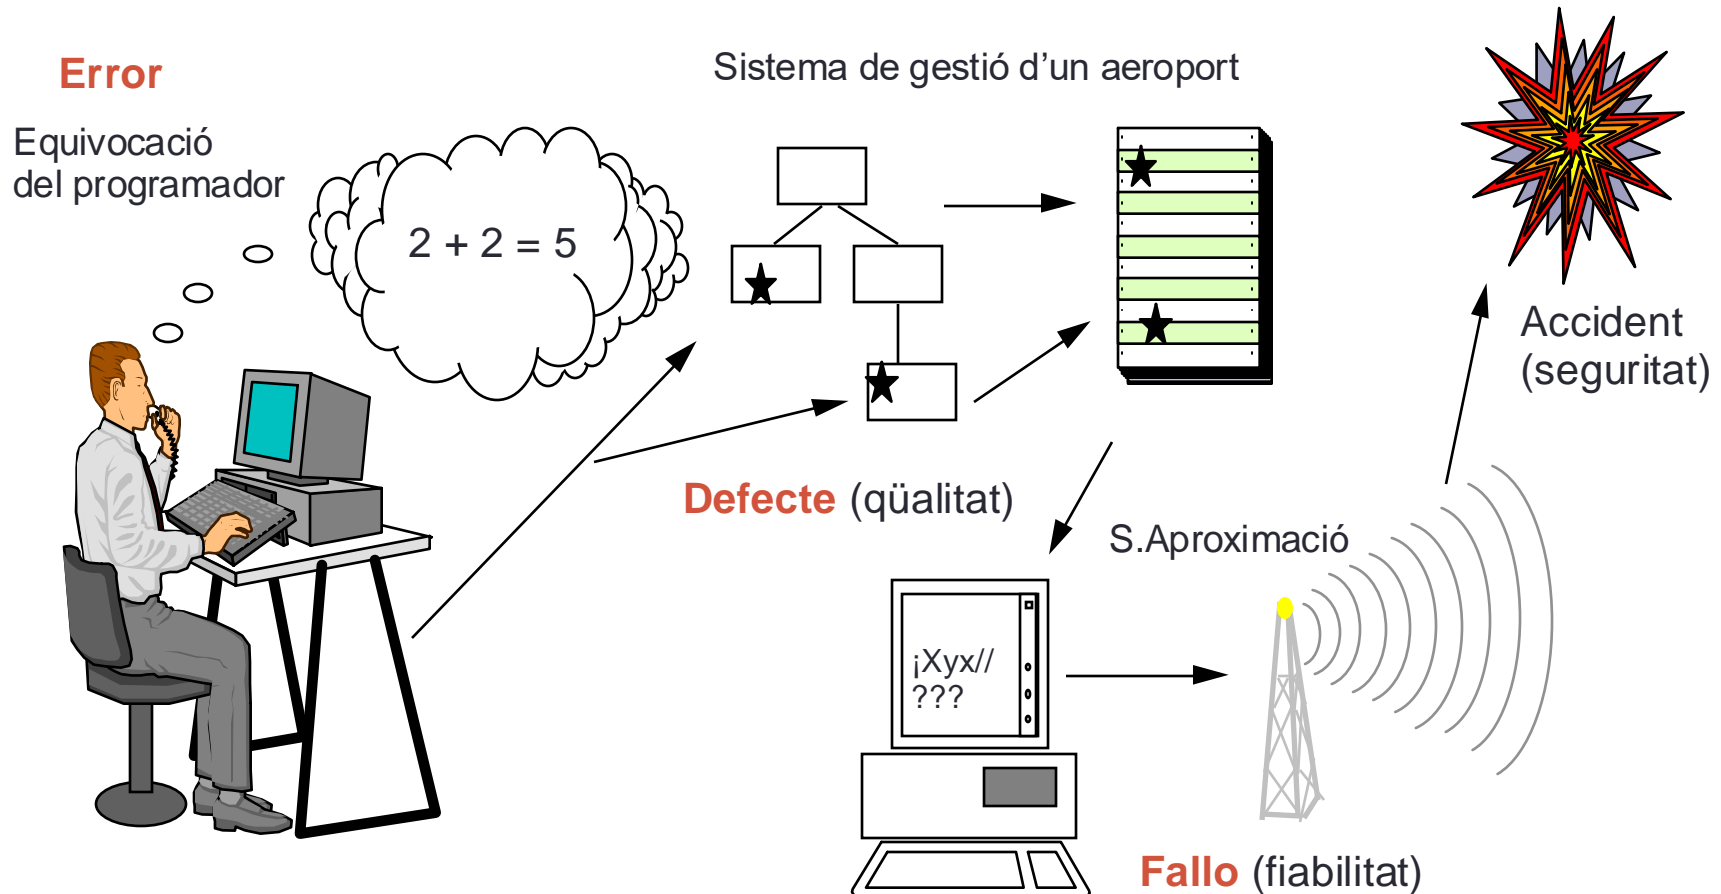 Error
Equivocació
del programador
2 + 2 = 5
Sistema de gestió d’un aeroport
Accident
(seguritat)
Defecte (qüalitat)
S.Aproximació
¡Xyx//
???
Fallo (fiabilitat)